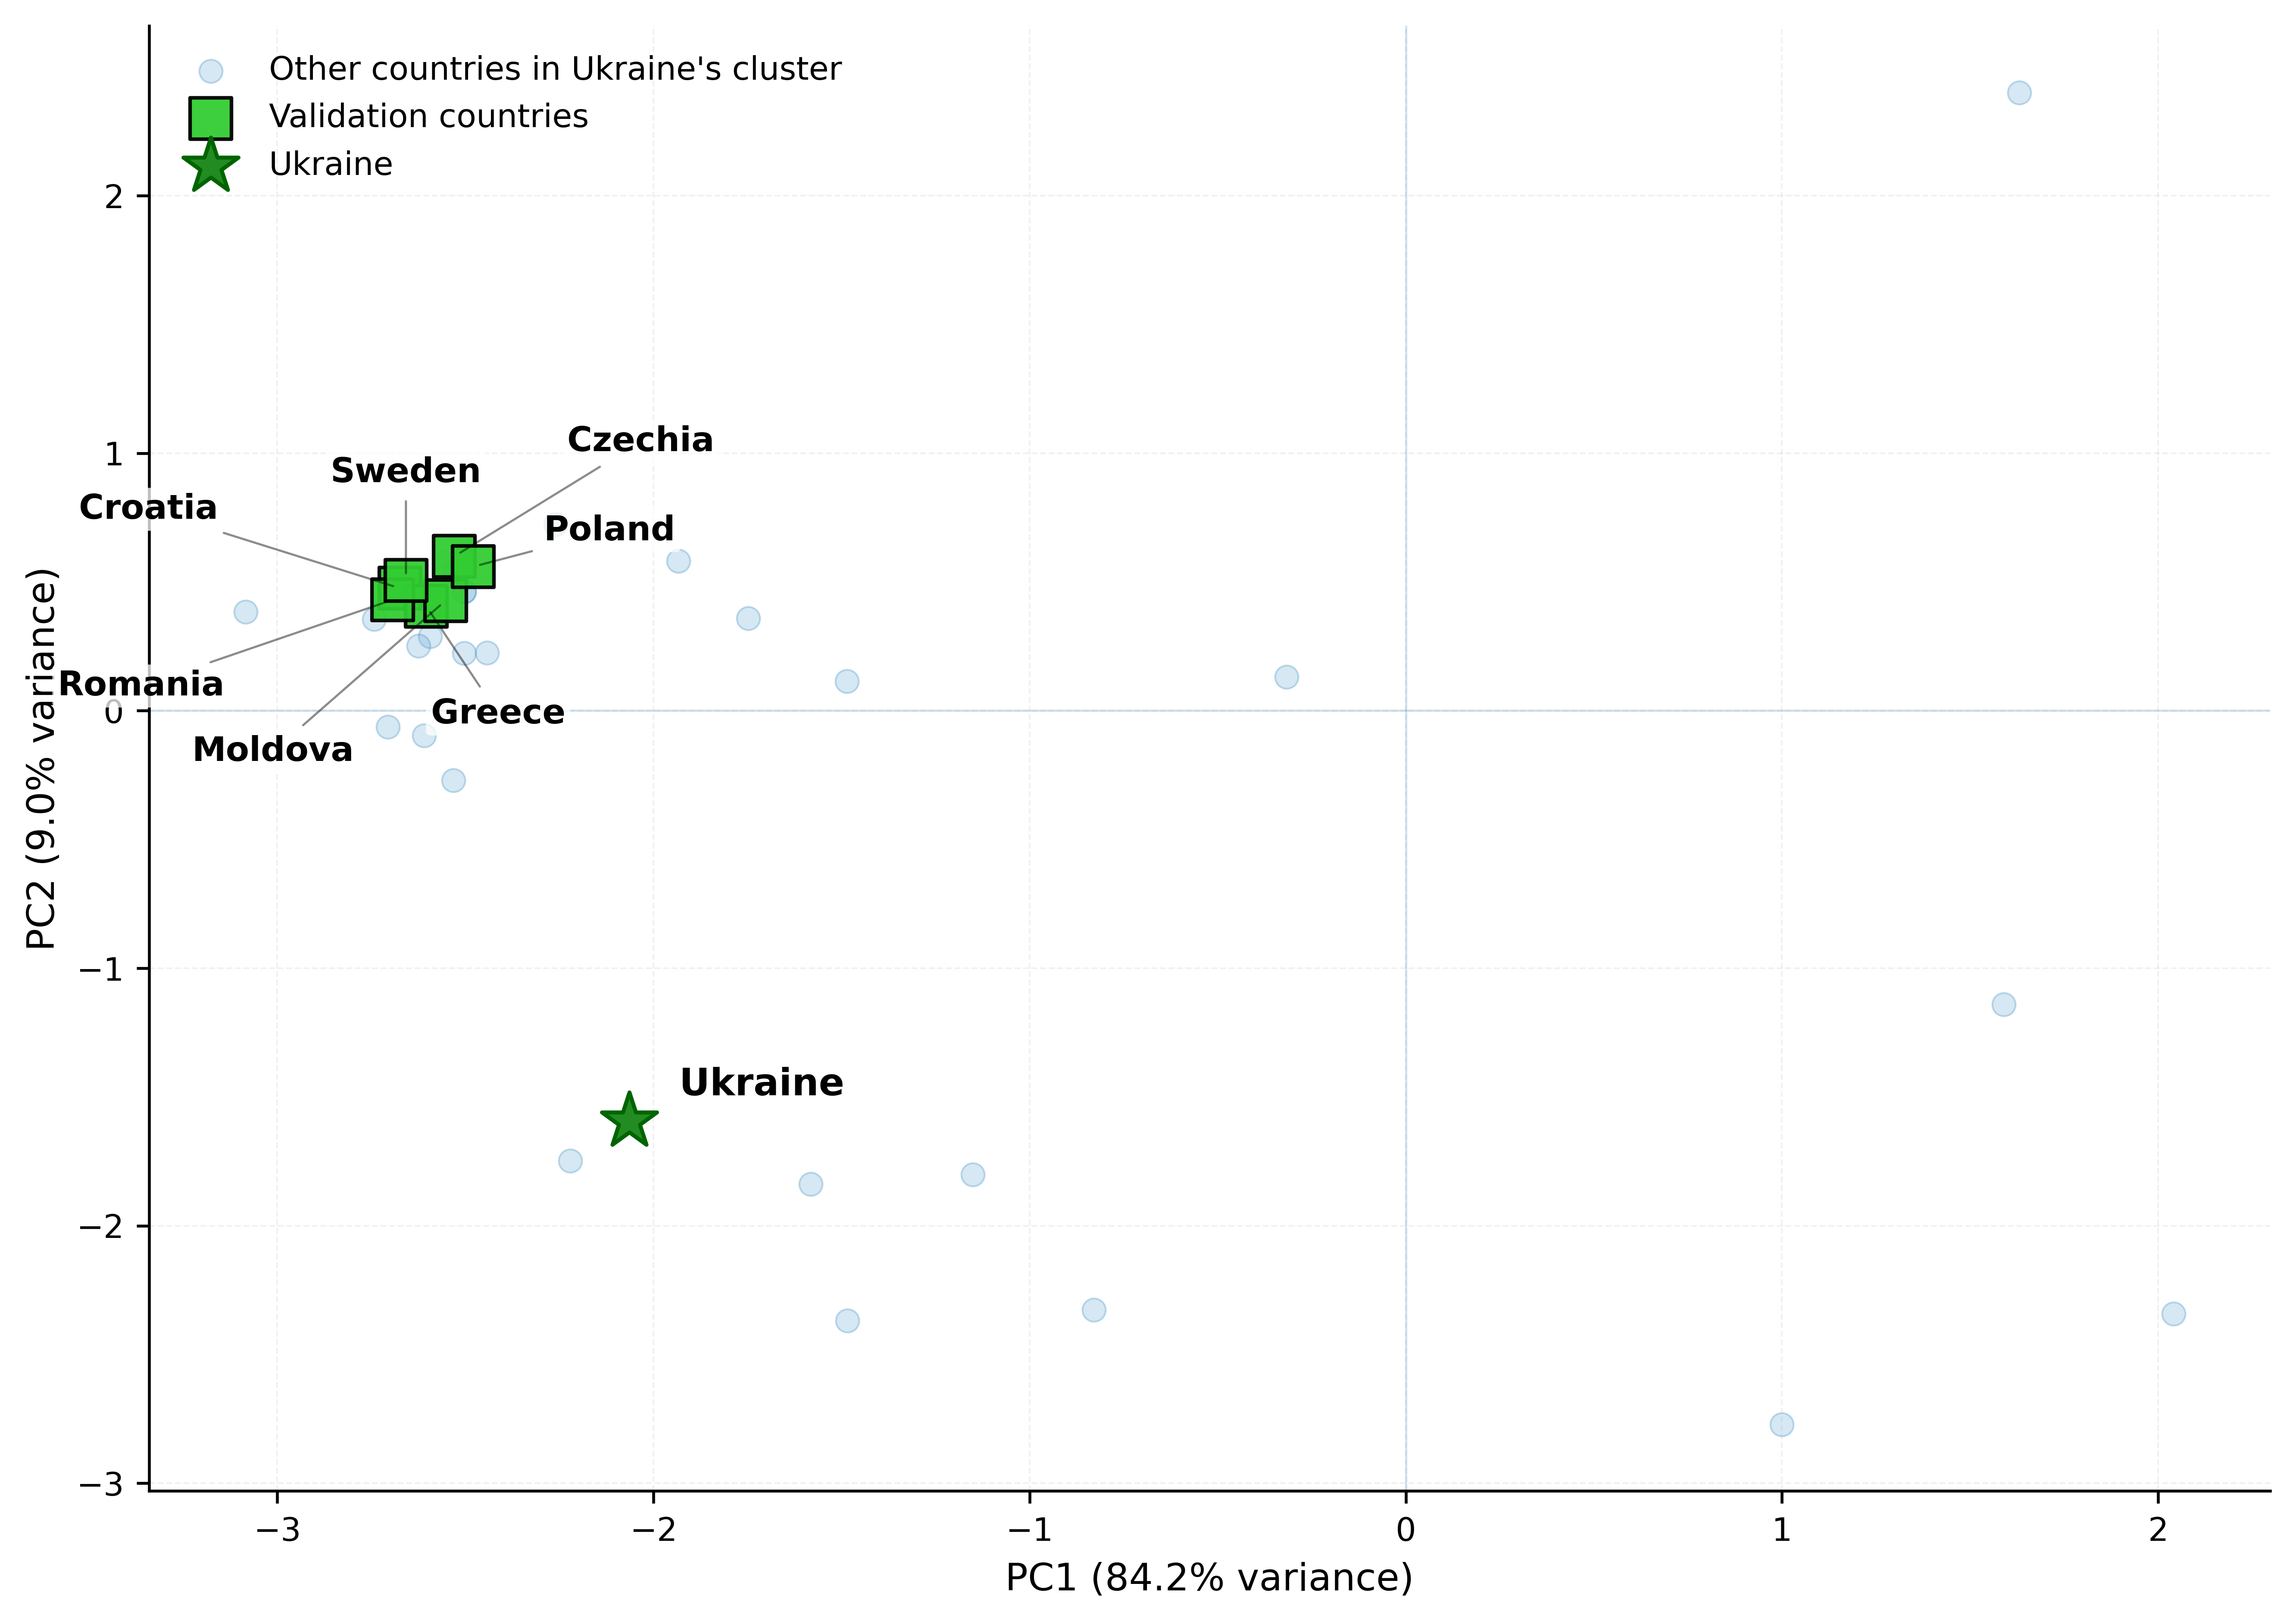 Other countries in Ukraine's cluster
Validation countries
Ukraine
2
1
0
−1
−2
−3
Czechia
Sweden
Croatia
Poland
Romania
Greece
Moldova
Ukraine
PC2 (9.0% variance)
−3
−2
−1
0
1
2
PC1 (84.2% variance)